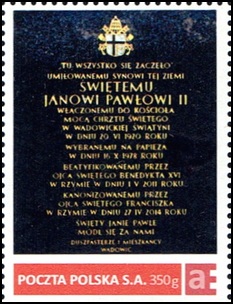 „TU WSZYSTKO SIĘ ZACZĘŁO”
UMIŁOWANEMU SYNOWI TEJ ZIEMI
ŚWIĘTEMU
JANOWI PAWŁOWI II
WŁĄCZONEMU DO KOŚCIOŁA
MOCĄ CHRZTU ŚWIĘTEGO
W WADOWICKIEJ ŚWIĄTYNI
W DNIU 20 VI 1920 ROKU
WYBRANEMU NA PAPIEŻA
W DNIU 16 X 1978 ROKU
BEATYFIKOWANEMU PRZEZ
OJCA ŚWIĘTEGO BENEDYKTA XVI
W RZYMIE W DNIU 1 V 2011 ROKU
KANONIZOWANEMU PRZEZ
OJCA ŚWIĘTEGO FRANCISZKA
W RZYMIE W DNIU 27 IV 2014 ROKU
ŚWIĘTY JANIE PAWLE
MÓDL SIĘ ZA NAMI
DUSZPASTERZE I MIESZKAŃCY
WADOWIC
POCZTA POLSKA S.A. 350g a